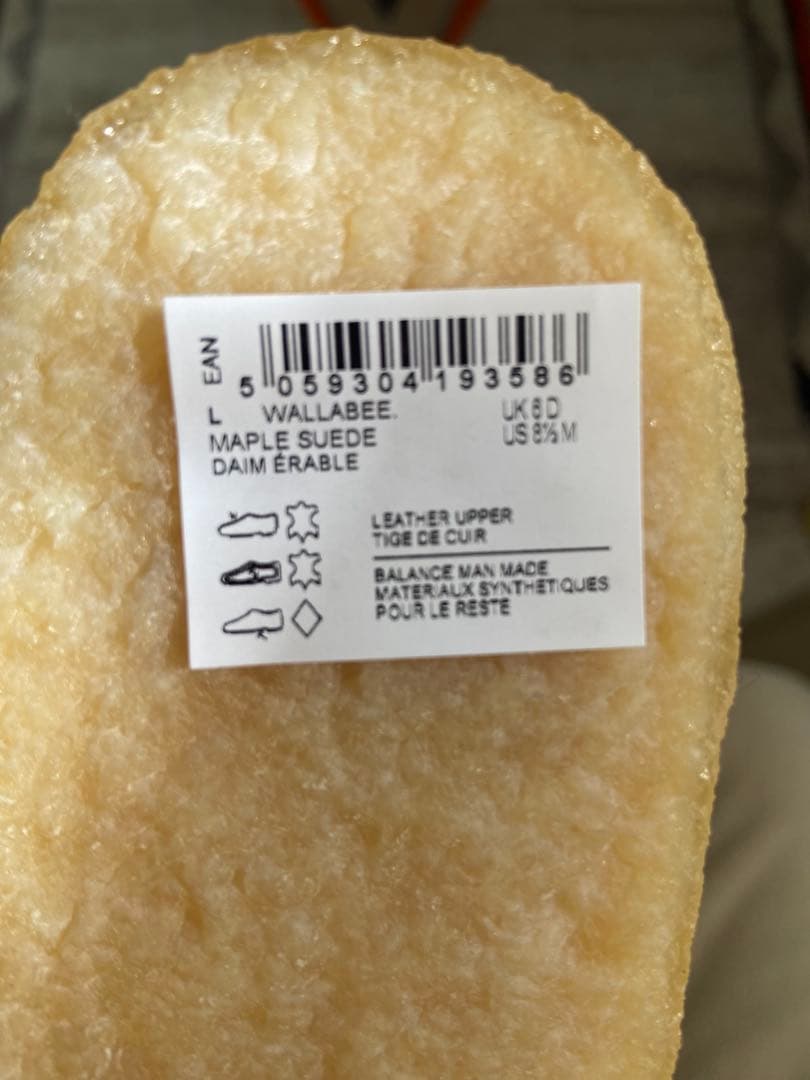 EAN
5 059304 193586
L WALLABEE. UK 6 D
MAPLE SUEDE US 8½ M
DAIM ÉRABLE
LEATHER UPPER
TIGE DE CUIR
BALANCE MAN MADE
MATERIAUX SYNTHETIQUES
POUR LE RESTE